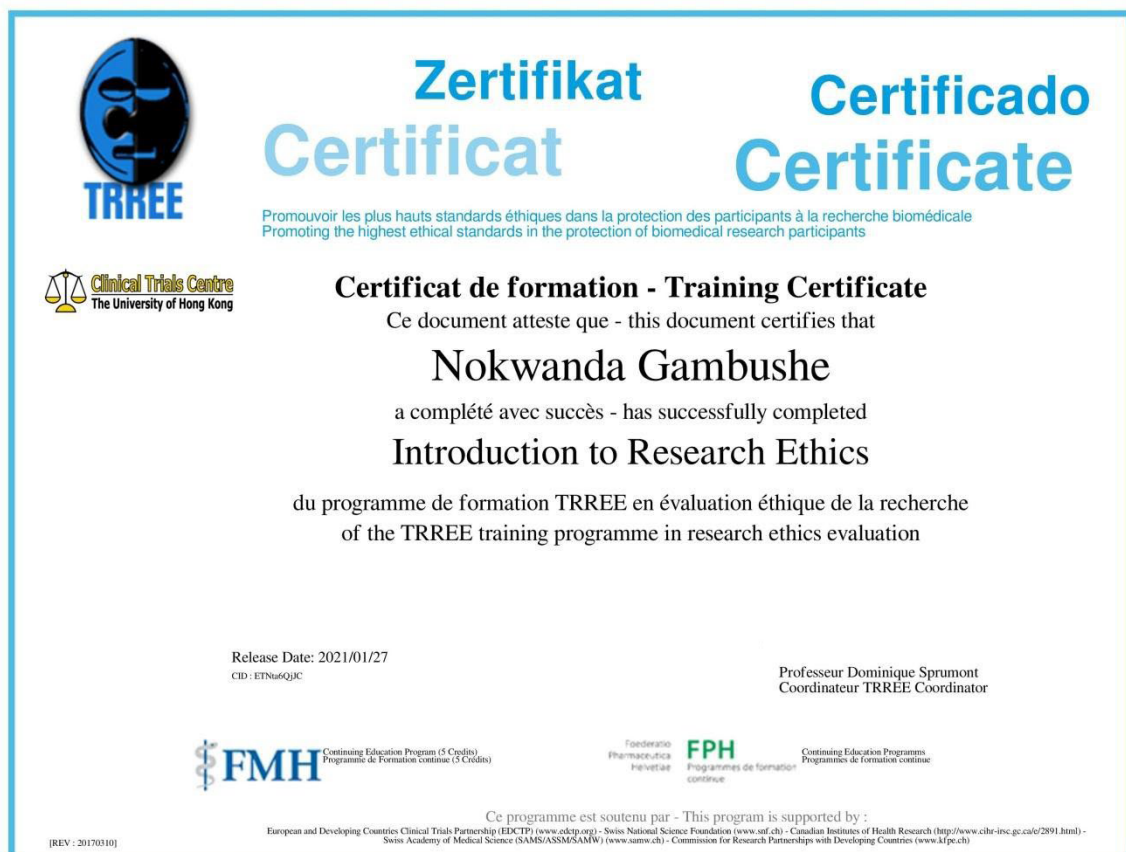 TRREE
Zertifikat
Certificat
Certificado
Certificate
Promouvoir les plus hauts standards éthiques dans la protection des participants à la recherche biomédicale
Promoting the highest ethical standards in the protection of biomedical research participants
Clinical Trials Centre
The University of Hong Kong
Certificat de formation - Training Certificate
Ce document atteste que - this document certifies that
Nokwanda Gambushe
a complété avec succès - has successfully completed
Introduction to Research Ethics
du programme de formation TRREE en évaluation éthique de la recherche
of the TRREE training programme in research ethics evaluation
Release Date: 2021/01/27
CID : ETNtu6QjJC
Professeur Dominique Sprumont
Coordinateur TRREE Coordinator
FMH
Continuing Education Program (5 Credits)
Programme de Formation continue (5 Crédits)
Foederatio
Pharmaceutica
Helvetiae
FPH
Programmes de formation
continue
Continuing Education Programms
Programmes de formation continue
Ce programme est soutenu par - This program is supported by :
European and Developing Countries Clinical Trials Partnership (EDCTP) (www.edctp.org) - Swiss National Science Foundation (www.snf.ch) - Canadian Institutes of Health Research (http://www.cihr-irsc.gc.ca/e/2891.html) -
Swiss Academy of Medical Science (SAMS/ASSM/SAMW) (www.samw.ch) - Commission for Research Partnerships with Developing Countries (www.kfpe.ch)
[REV : 20170310]